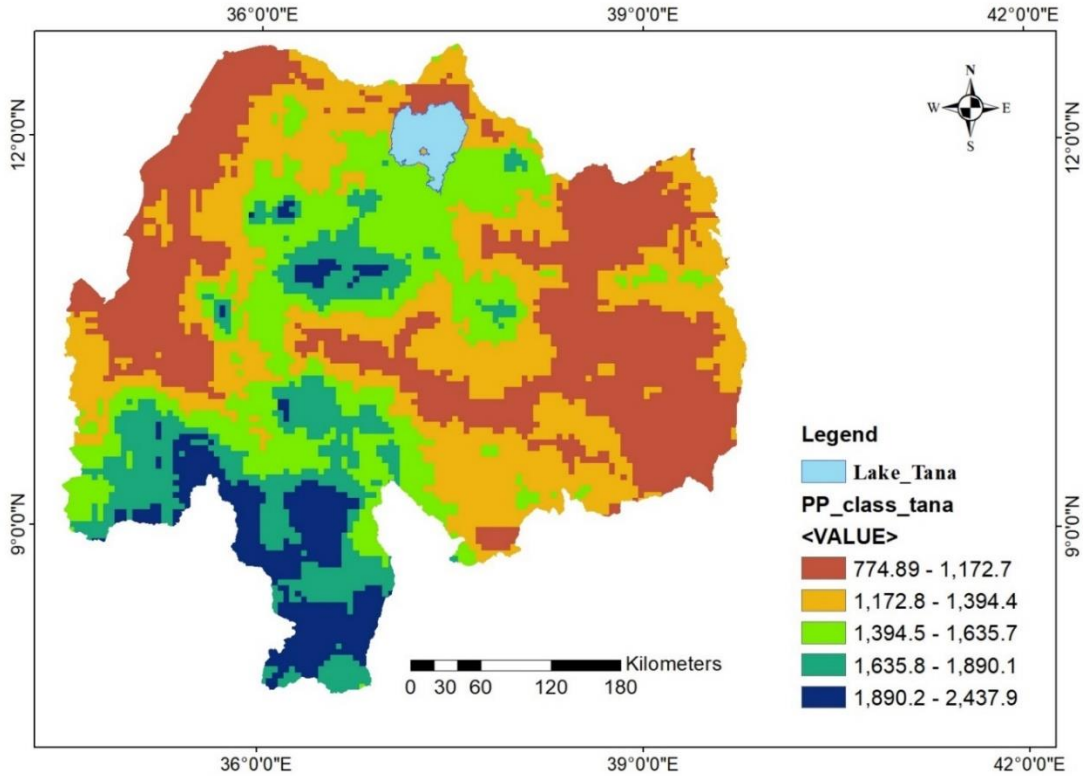 36°0'0"E 39°0'0"E 42°0'0"E
12°0'0"N 12°0'0"N
N
W E
S
9°0'0"N 9°0'0"N
Legend
Lake_Tana
PP_class_tana
<VALUE>
774.89 - 1,172.7
1,172.8 - 1,394.4
1,394.5 - 1,635.7
1,635.8 - 1,890.1
1,890.2 - 2,437.9
Kilometers
0 30 60 120 180
36°0'0"E 39°0'0"E 42°0'0"E